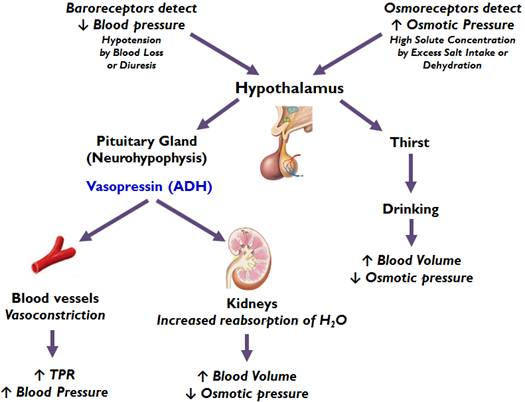 Baroreceptors detect
↓ Blood pressure
Hypotension
by Blood Loss
or Diuresis
Osmoreceptors detect
↑ Osmotic Pressure
High Solute Concentration
by Excess Salt Intake or
Dehydration
Hypothalamus
Pituitary Gland
(Neurohypophysis)
Vasopressin (ADH)
Thirst
Drinking
↑ Blood Volume
↓ Osmotic pressure
Blood vessels
Vasoconstriction
Kidneys
Increased reabsorption of H₂O
↑ TPR
↑ Blood Pressure
↑ Blood Volume
↓ Osmotic pressure